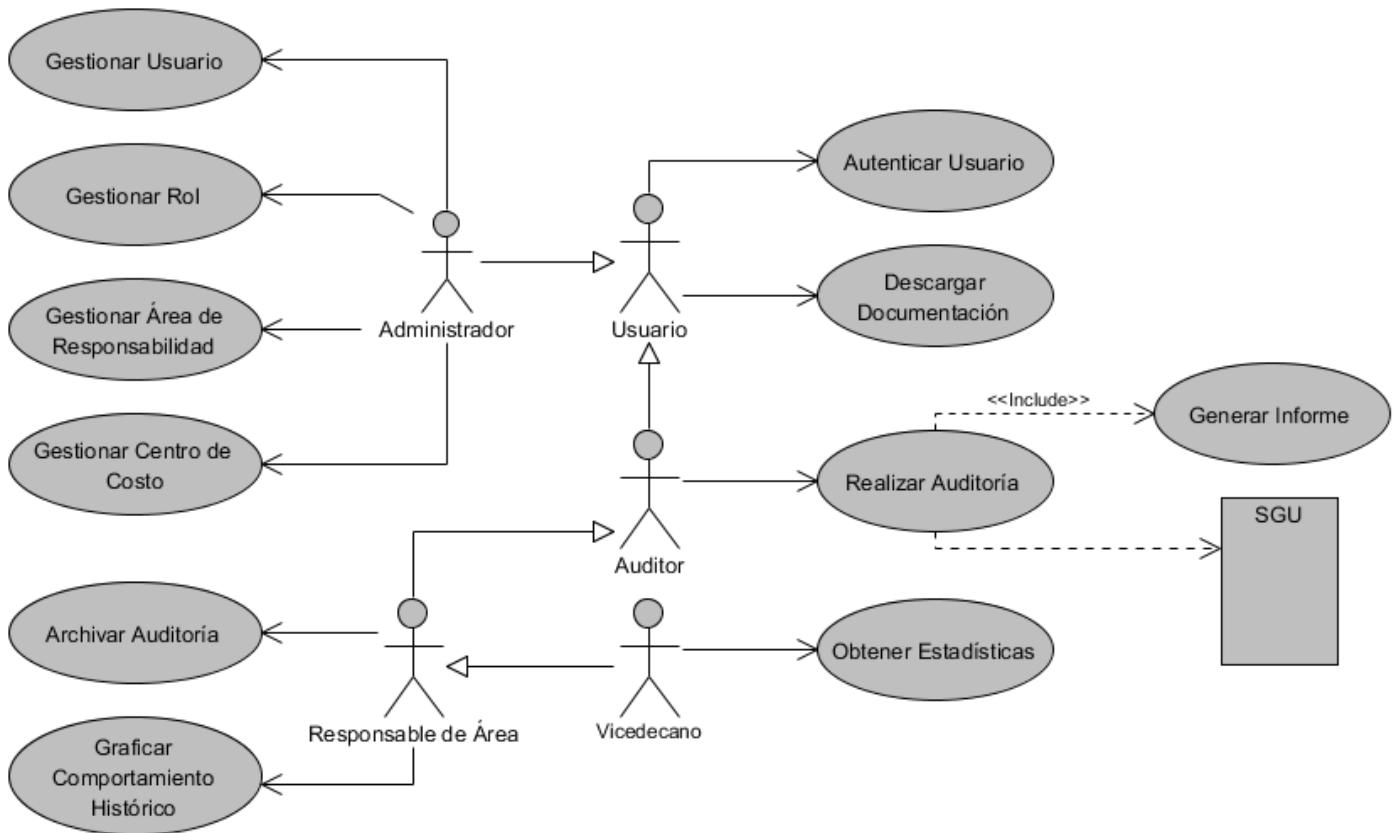 Gestionar Usuario
Gestionar Rol
Gestionar Área de
Responsabilidad
Gestionar Centro de
Costo
Administrador
Usuario
Autenticar Usuario
Descargar
Documentación
<<Include>>
Generar Informe
Realizar Auditoría
SGU
Auditor
Archivar Auditoría
Obtener Estadísticas
Responsable de Área
Vicedecano
Graficar
Comportamiento
Histórico